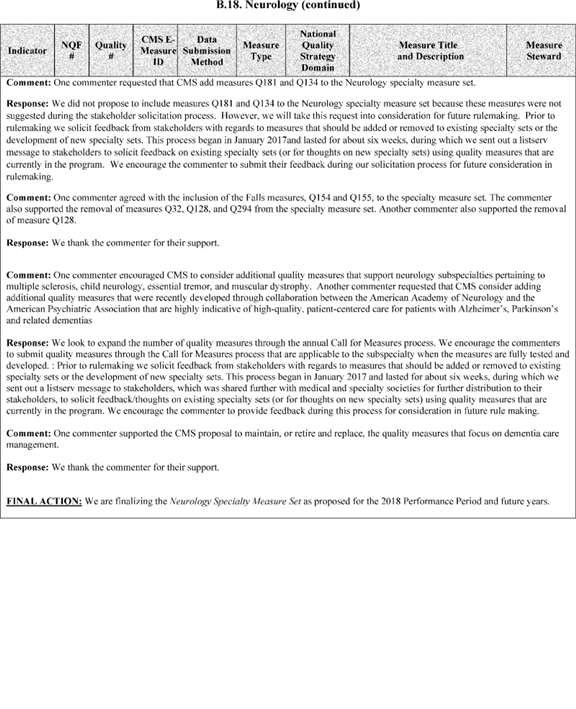 B.18. Neurology (continued)
Indicator
NQF
#
Quality
#
CMS E-
Measure
ID
Data
Submission
Method
Measure
Type
National
Quality
Strategy
Domain
Measure Title
and Description
Measure
Steward
Comment: One commenter requested that CMS add measures Q181 and Q134 to the Neurology specialty measure set.
Response: We did not propose to include measures Q181 and Q134 to the Neurology specialty measure set because these measures were not
suggested during the stakeholder solicitation process. However, we will take this request into consideration for future rulemaking. Prior to
rulemaking we solicit feedback from stakeholders with regards to measures that should be added or removed to existing specialty sets or the
development of new specialty sets. This process began in January 2017and lasted for about six weeks, during which we sent out a listserv
message to stakeholders to solicit feedback on existing specialty sets (or for thoughts on new specialty sets) using quality measures that are
currently in the program. We encourage the commenter to submit their feedback during our solicitation process for future consideration in
rulemaking.
Comment: One commenter agreed with the inclusion of the Falls measures, Q154 and Q155, to the specialty measure set. The commenter
also supported the removal of measures Q32, Q128, and Q294 from the specialty measure set. Another commenter also supported the removal
of measure Q128.
Response: We thank the commenter for their support.
Comment: One commenter encouraged CMS to consider additional quality measures that support neurology subspecialties pertaining to
multiple sclerosis, child neurology, essential tremor, and muscular dystrophy. Another commenter requested that CMS consider adding
additional quality measures that were recently developed through collaboration between the American Academy of Neurology and the
American Psychiatric Association that are highly indicative of high-quality, patient-centered care for patients with Alzheimer's, Parkinson's
and related dementias
Response: We look to expand the number of quality measures through the annual Call for Measures process. We encourage the commenters
to submit quality measures through the Call for Measures process that are applicable to the subspecialty when the measures are fully tested and
developed. : Prior to rulemaking we solicit feedback from stakeholders with regards to measures that should be added or removed to existing
specialty sets or the development of new specialty sets. This process began in January 2017 and lasted for about six weeks, during which we
sent out a listserv message to stakeholders, which was shared further with medical and specialty societies for further distribution to their
stakeholders, to solicit feedback/thoughts on existing specialty sets (or for thoughts on new specialty sets) using quality measures that are
currently in the program. We encourage the commenter to provide feedback during this process for consideration in future rule making.
Comment: One commenter supported the CMS proposal to maintain, or retire and replace, the quality measures that focus on dementia care
management.
Response: We thank the commenter for their support.
FINAL ACTION: We are finalizing the Neurology Specialty Measure Set as proposed for the 2018 Performance Period and future years.